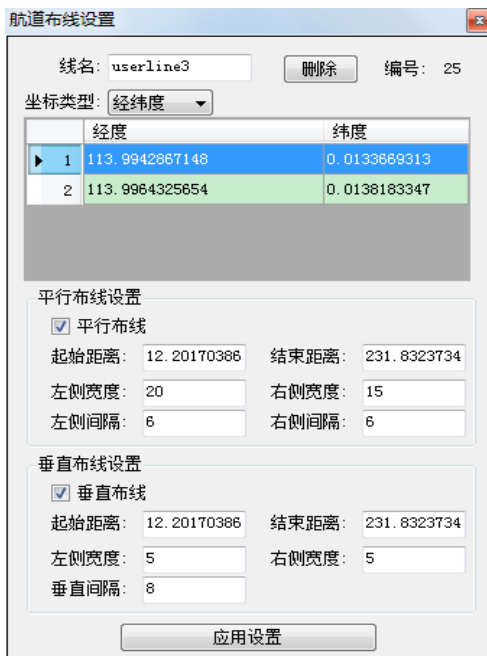 航道布线设置
线名: userline3 删除 编号: 25
坐标类型: 经纬度
经度 纬度
1 113.9942867148 0.0133669313
2 113.9964325654 0.0138183347
平行布线设置
平行布线
起始距离: 12.20170386 结束距离: 231.8323734
左侧宽度: 20 右侧宽度: 15
左侧间隔: 6 右侧间隔: 6
垂直布线设置
垂直布线
起始距离: 12.20170386 结束距离: 231.8323734
左侧宽度: 5 右侧宽度: 5
垂直间隔: 8
应用设置